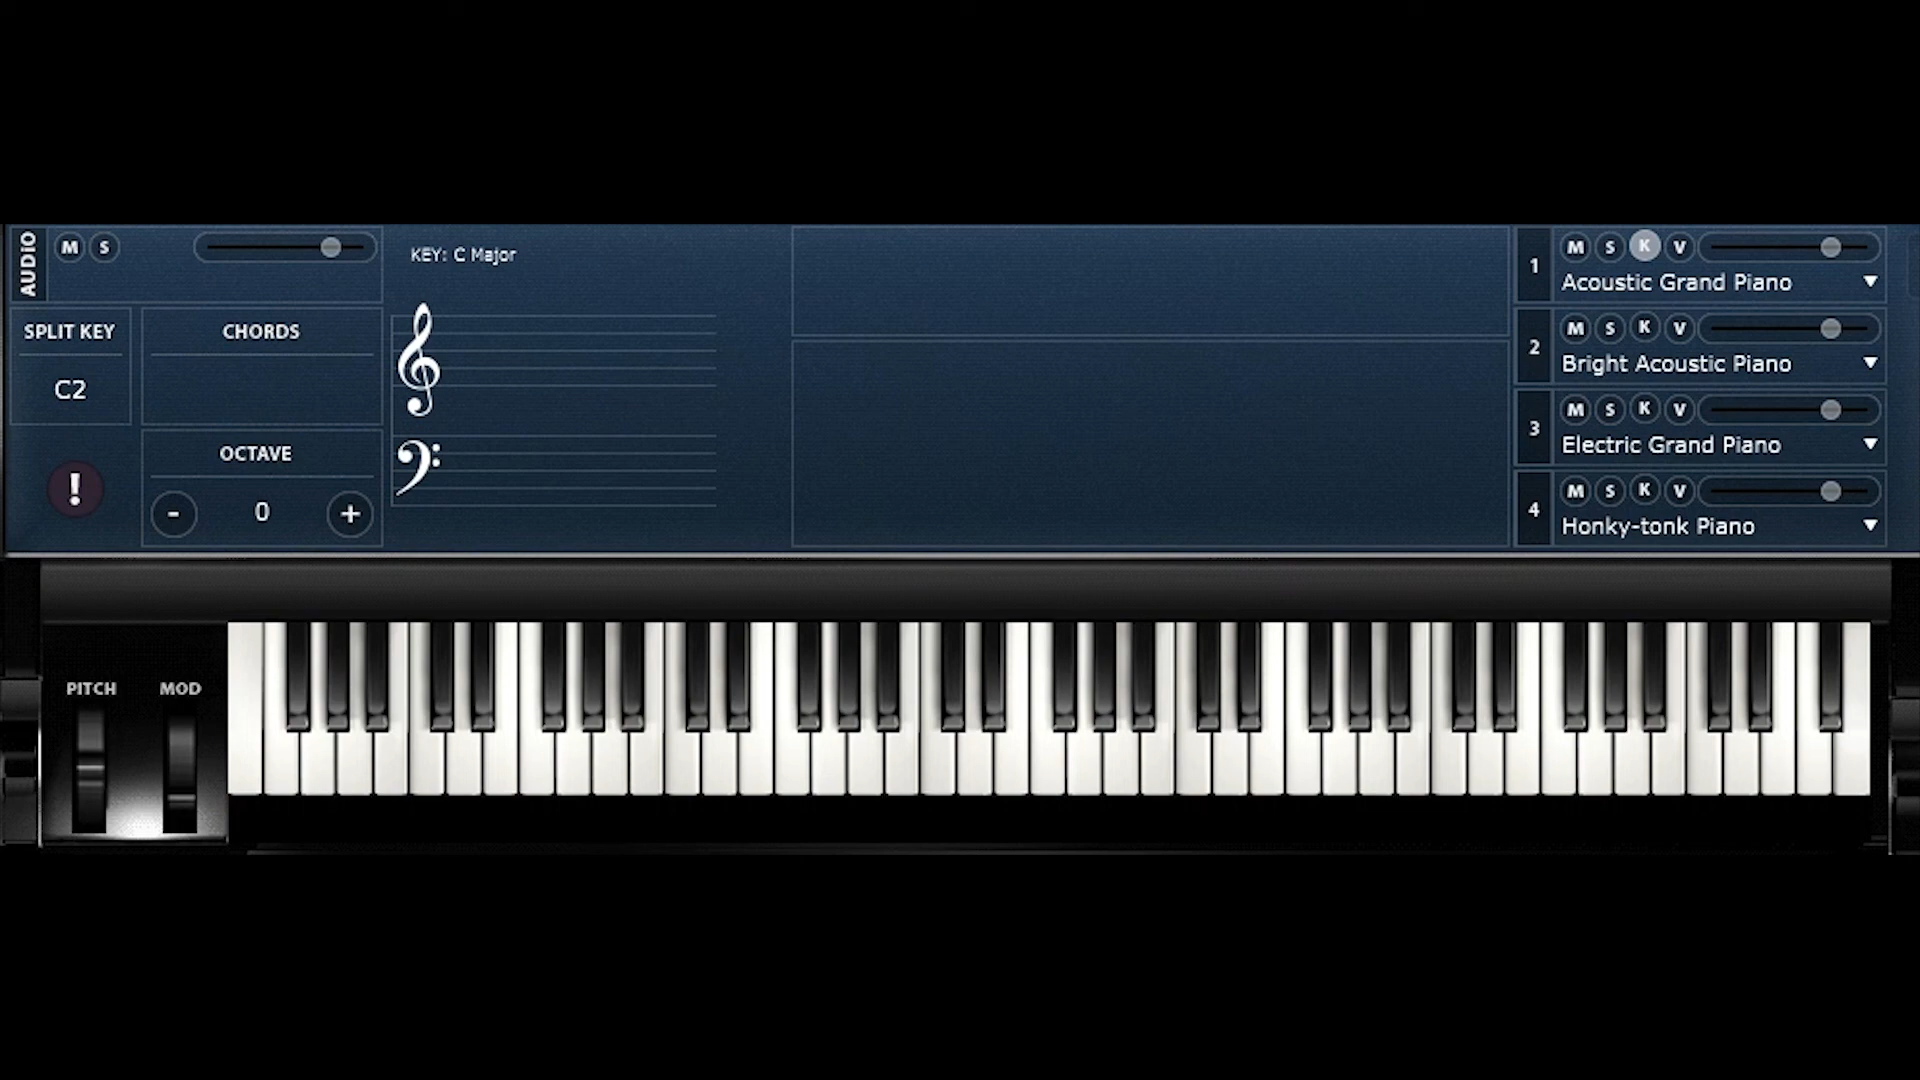 AUDiO
M S
KEY: C Major
SPLIT KEY
C2
!
CHORDS
OCTAVE
- 0 +
1
M S K V
Acoustic Grand Piano
2
M S K V
Bright Acoustic Piano
3
M S K V
Electric Grand Piano
4
M S K V
Honky-tonk Piano
PITCH MOD